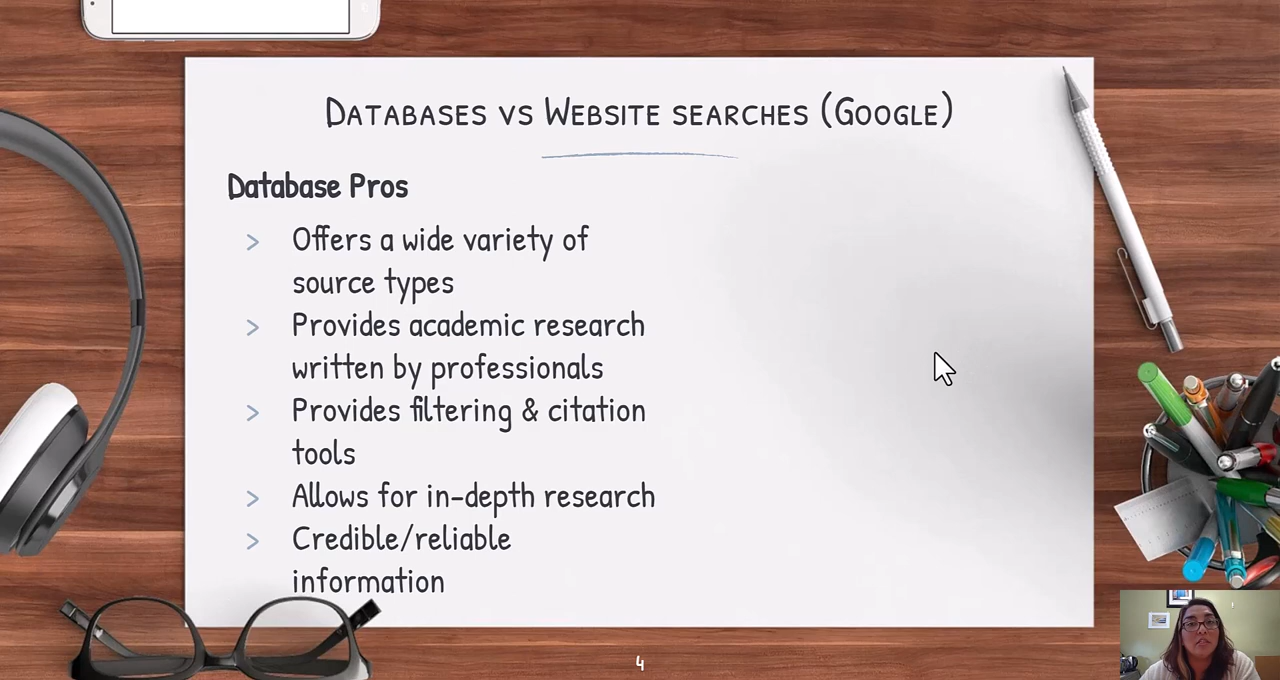 Databases vs Website searches (Google)
Database Pros
> Offers a wide variety of
source types
> Provides academic research
written by professionals
> Provides filtering & citation
tools
> Allows for in-depth research
> Credible/reliable
information
4